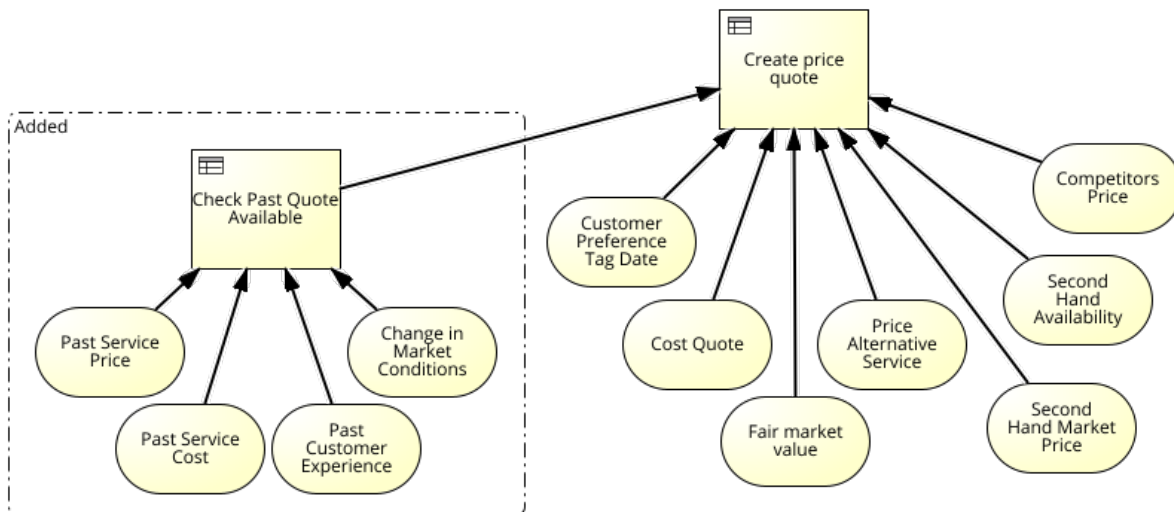 Create price
quote
Added
Check Past Quote
Available
Competitors
Price
Customer
Preference
Tag Date
Second
Hand
Availability
Past Service
Price
Change in
Market
Conditions
Cost Quote
Price
Alternative
Service
Past Service
Cost
Past
Customer
Experience
Fair market
value
Second
Hand Market
Price